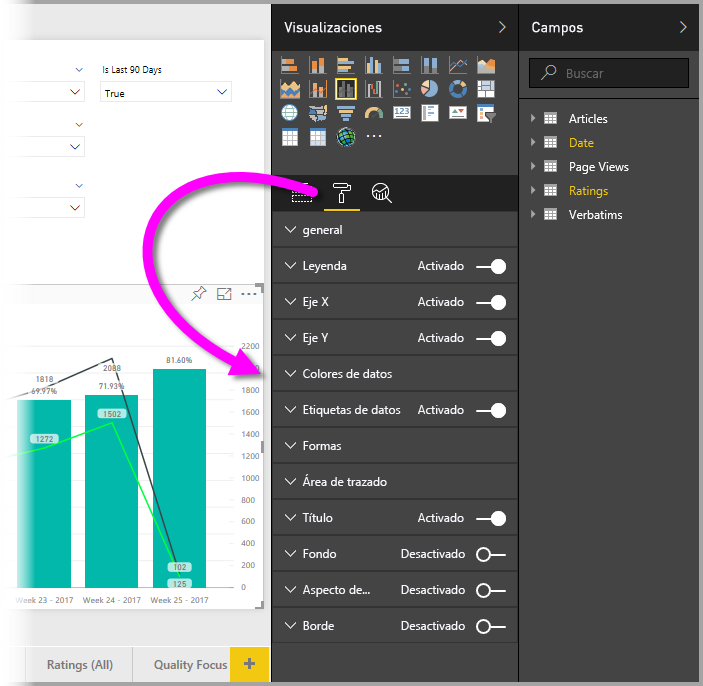 Is Last 90 Days
True
2200
2000
1800
1600
1400
1200
1000
800
600
400
200
0
1818
69.97%
1272
2088
71.93%
1502
81.60%
102
125
Week 23 - 2017
Week 24 - 2017
Week 25 - 2017
Ratings (All)
Quality Focus
+
Visualizaciones
123
general
Leyenda Activado
Eje X Activado
Eje Y Activado
Colores de datos
Etiquetas de datos Activado
Formas
Área de trazado
Título Activado
Fondo Desactivado
Aspecto de... Desactivado
Borde Desactivado
Campos
Buscar
Articles
Date
Page Views
Ratings
Verbatims